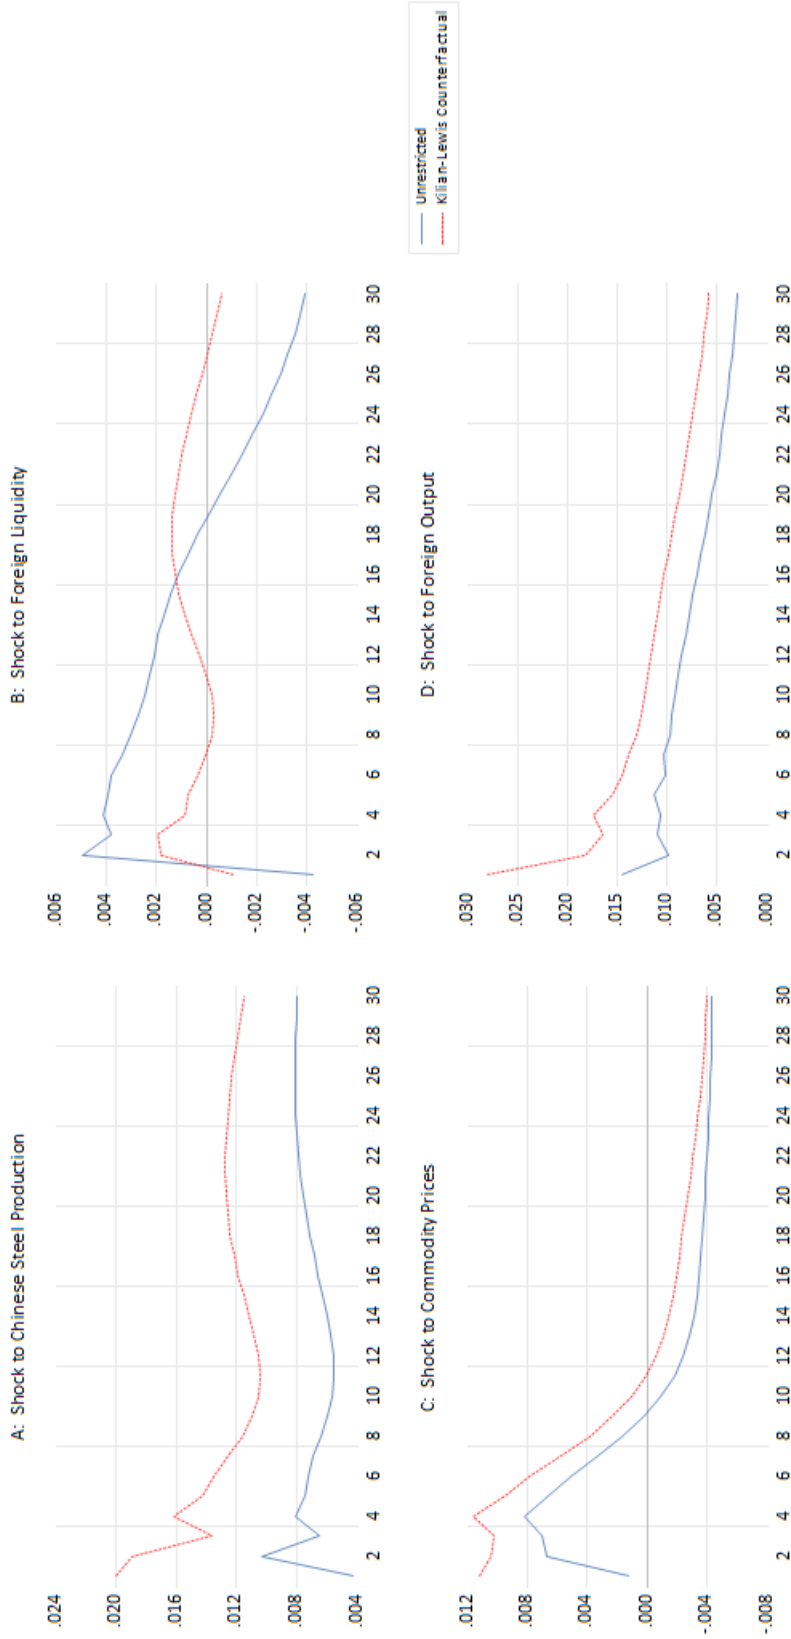 A: Shock to Chinese Steel Production
.024
.020
.016
.012
.008
.004
2 4 6 8 10 12 14 16 18 20 22 24 26 28 30
B: Shock to Foreign Liquidity
.006
.004
.002
.000
-.002
-.004
-.006
2 4 6 8 10 12 14 16 18 20 22 24 26 28 30
C: Shock to Commodity Prices
.012
.008
.004
.000
-.004
-.008
2 4 6 8 10 12 14 16 18 20 22 24 26 28 30
D: Shock to Foreign Output
.030
.025
.020
.015
.010
.005
.000
2 4 6 8 10 12 14 16 18 20 22 24 26 28 30
Unrestricted
Kilian-Lewis Counterfactual